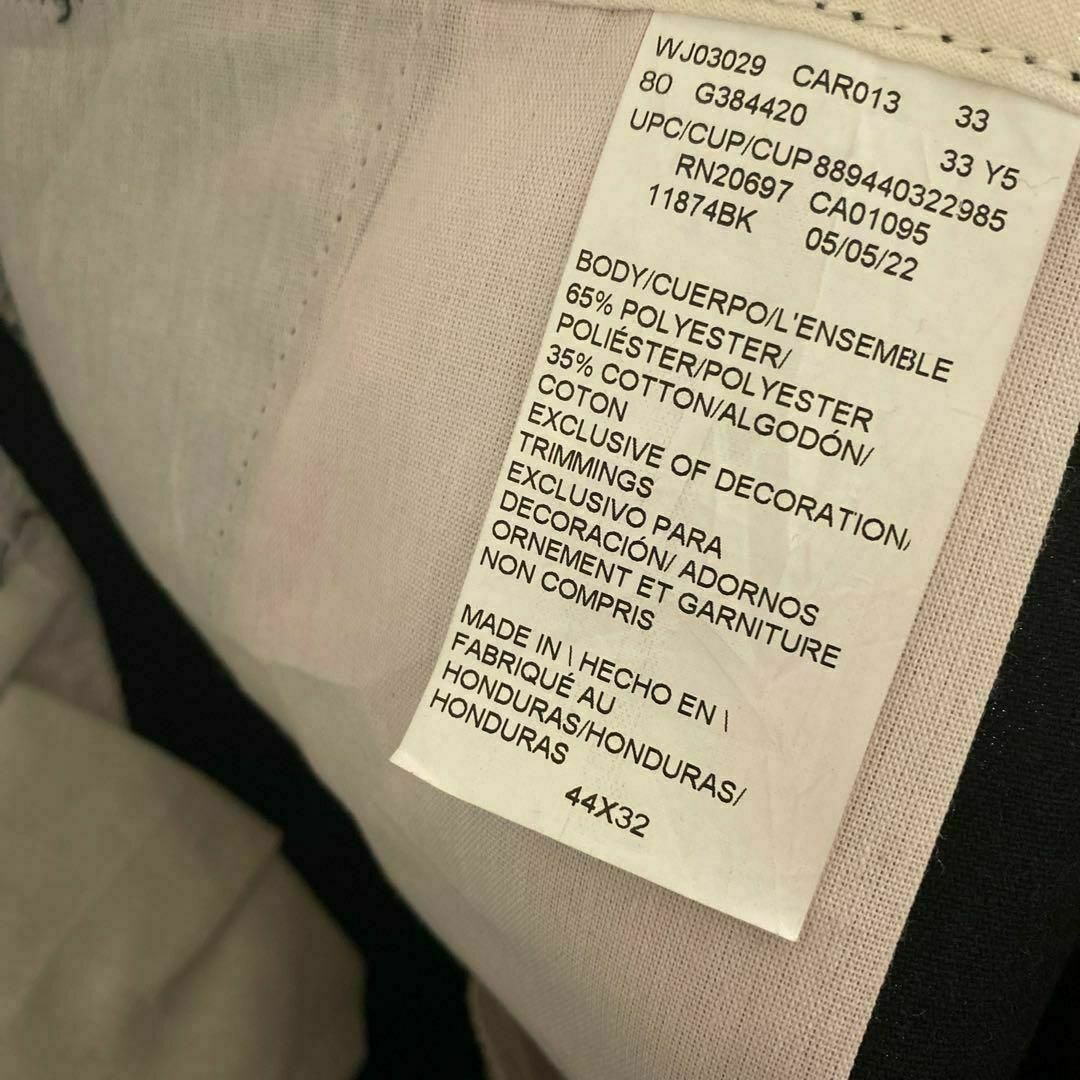 WJ03029 CAR013 33
80 G384420 33 Y5
UPC/CUP/CUP 889440322985
RN20697 CA01095
11874BK 05/05/22
BODY/CUERPO/L'ENSEMBLE
65% POLYESTER/
POLIÉSTER/POLYESTER
35% COTTON/ALGODÓN/
COTON
EXCLUSIVE OF DECORATION/
TRIMMINGS
EXCLUSIVO PARA
DECORACIÓN/ ADORNOS
ORNEMENT ET GARNITURE
NON COMPRIS
MADE IN \ HECHO EN \
FABRIQUÉ AU
HONDURAS/HONDURAS/
HONDURAS
44X32